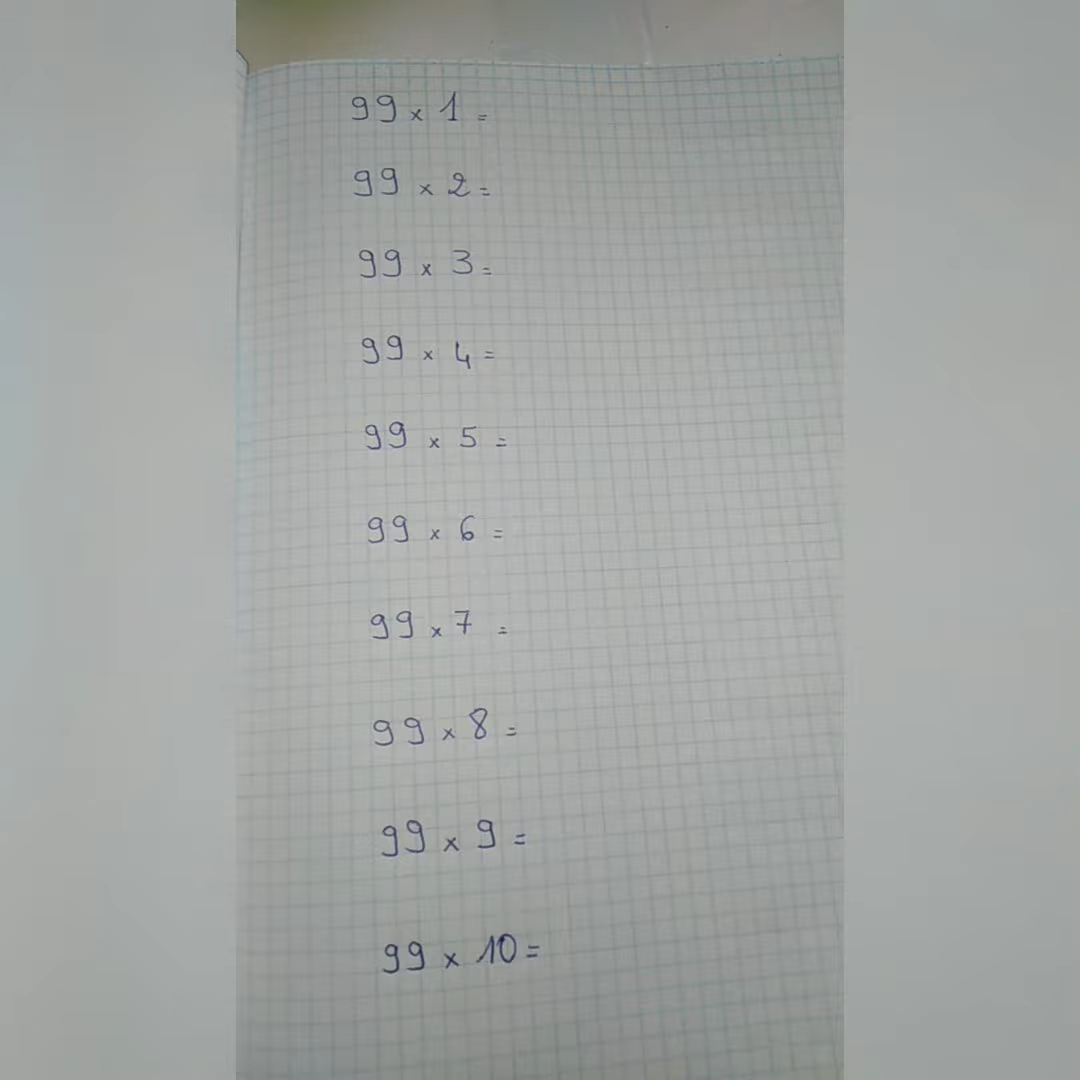 99 × 1 =
99 × 2 =
99 × 3 =
99 × 4 =
99 × 5 =
99 × 6 =
99 × 7 =
99 × 8 =
99 × 9 =
99 × 10 =